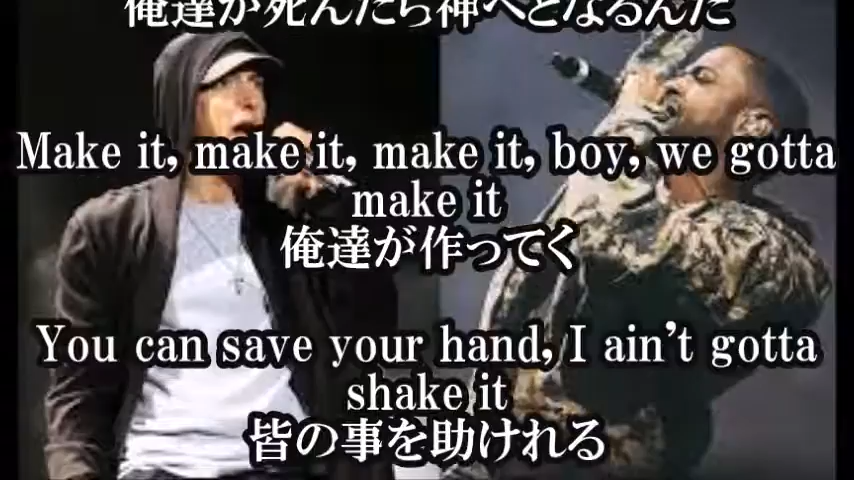 俺達が死んだら神へとなるんだ
Make it, make it, make it, boy, we gotta
make it
俺達が作ってく
You can save your hand, I ain't gotta
shake it
皆の事を助けれる